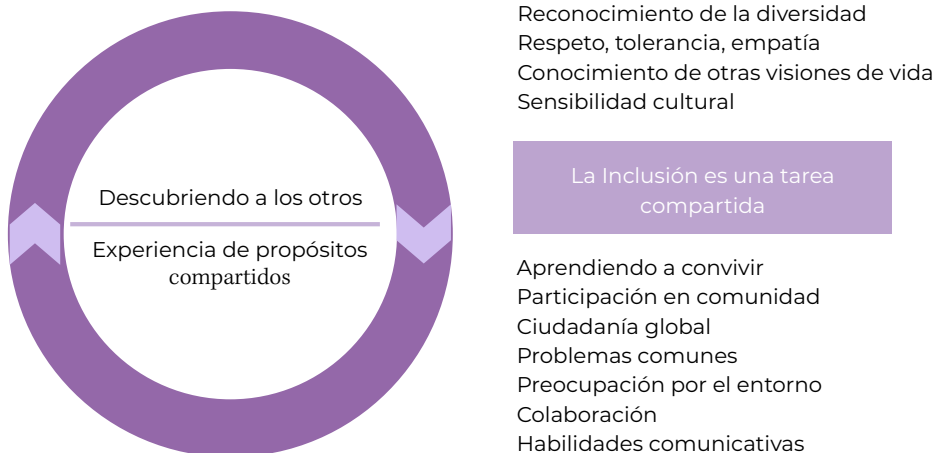 Descubriendo a los otros
Experiencia de propósitos
compartidos
Reconocimiento de la diversidad
Respeto, tolerancia, empatía
Conocimiento de otras visiones de vida
Sensibilidad cultural
La Inclusión es una tarea
compartida
Aprendiendo a convivir
Participación en comunidad
Ciudadanía global
Problemas comunes
Preocupación por el entorno
Colaboración
Habilidades comunicativas